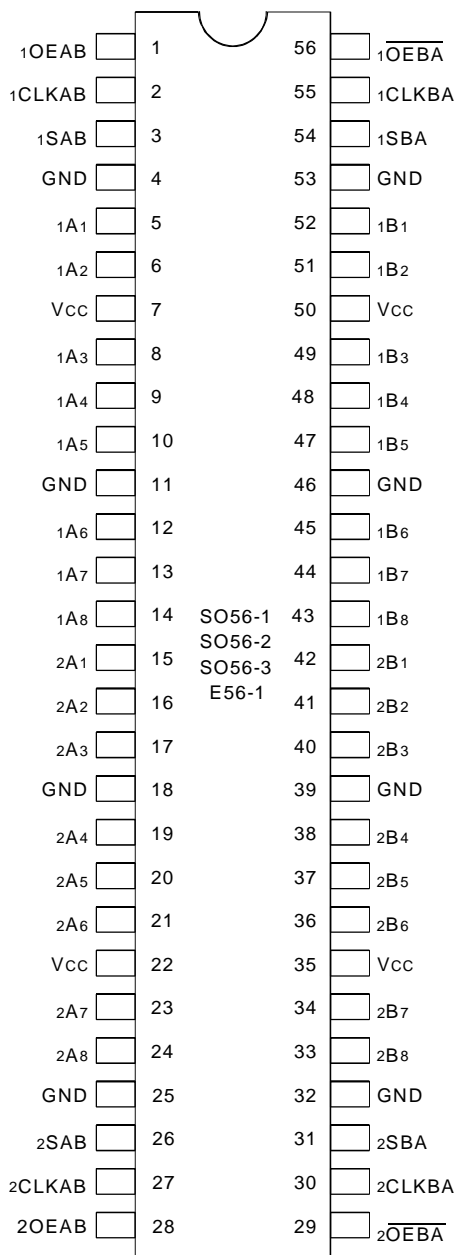 1OEAB 1 56 1O̅E̅B̅A̅
1CLKAB 2 55 1CLKBA
1SAB 3 54 1SBA
GND 4 53 GND
1A1 5 52 1B1
1A2 6 51 1B2
VCC 7 50 VCC
1A3 8 49 1B3
1A4 9 48 1B4
1A5 10 47 1B5
GND 11 46 GND
1A6 12 45 1B6
1A7 13 44 1B7
1A8 14 SO56-1 43 1B8
SO56-2
2A1 15 SO56-3 42 2B1
E56-1
2A2 16 41 2B2
2A3 17 40 2B3
GND 18 39 GND
2A4 19 38 2B4
2A5 20 37 2B5
2A6 21 36 2B6
VCC 22 35 VCC
2A7 23 34 2B7
2A8 24 33 2B8
GND 25 32 GND
2SAB 26 31 2SBA
2CLKAB 27 30 2CLKBA
2OEAB 28 29 2O̅E̅B̅A̅